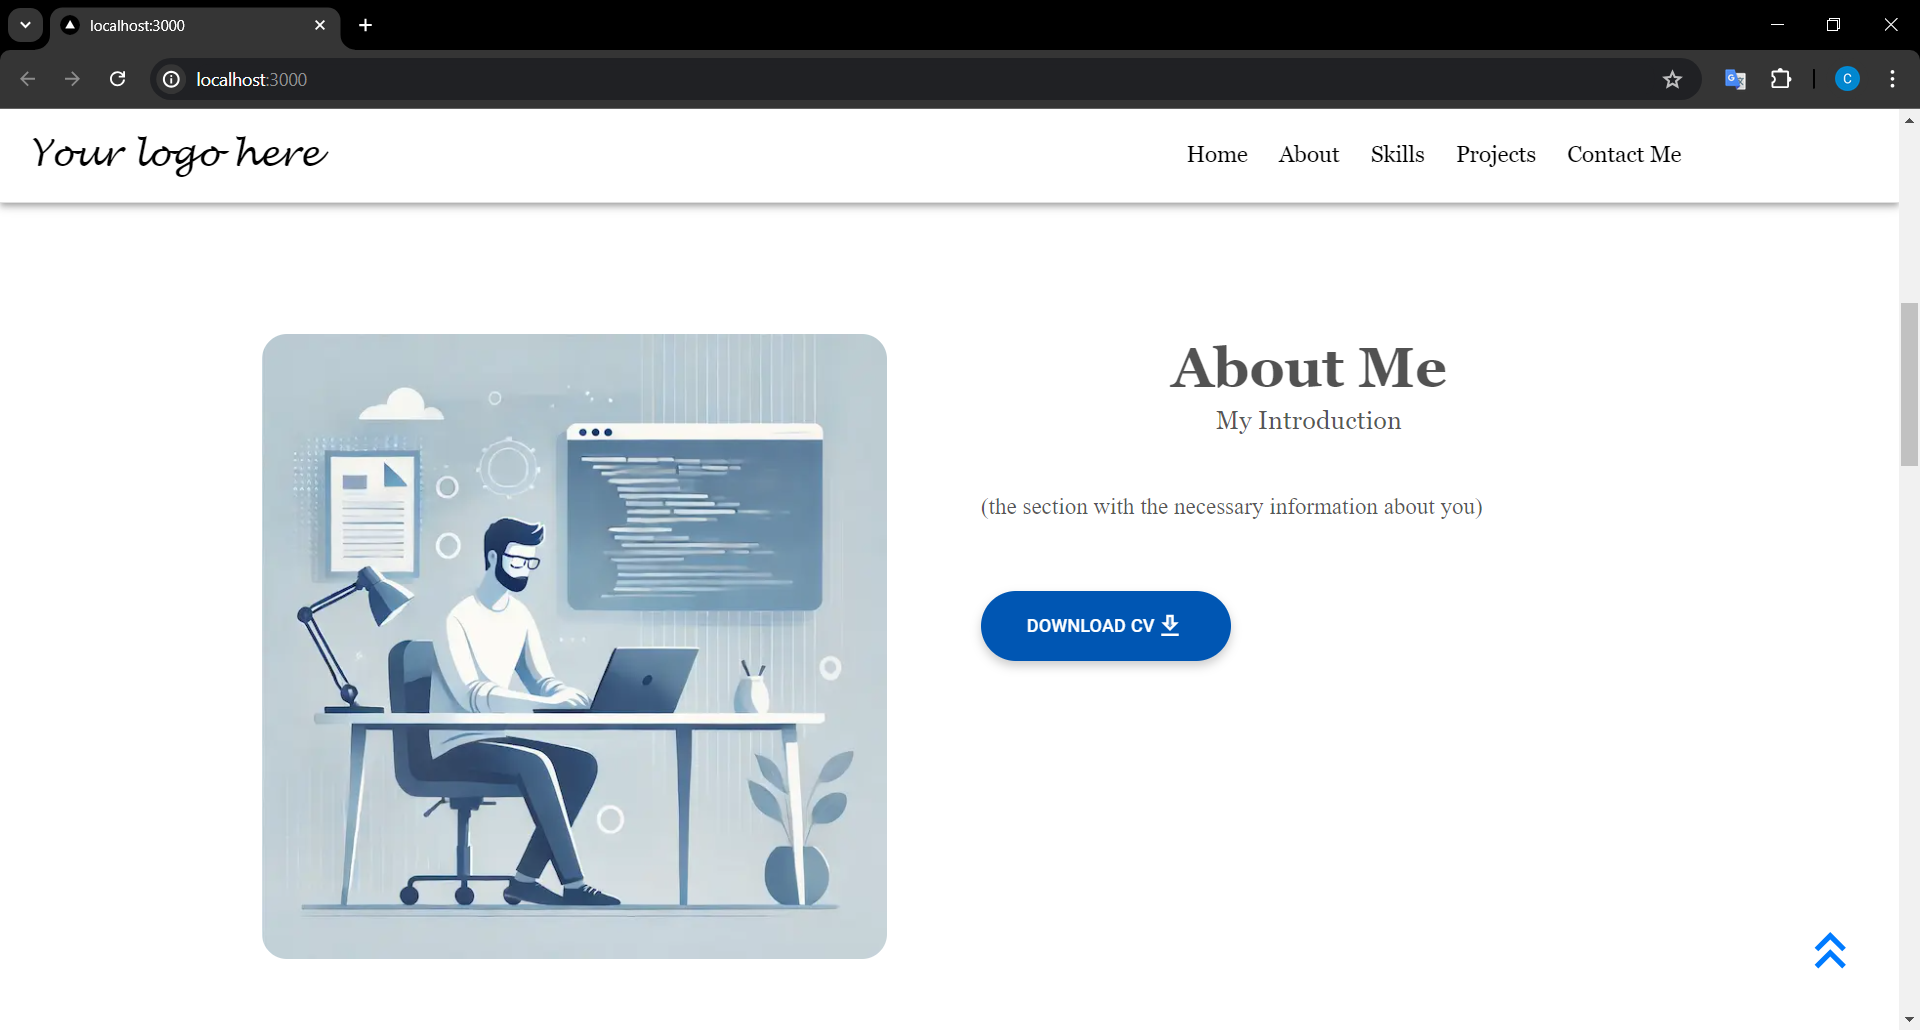 localhost:3000
localhost:3000
C
Your logo here
Home About Skills Projects Contact Me
About Me
My Introduction
(the section with the necessary information about you)
DOWNLOAD CV